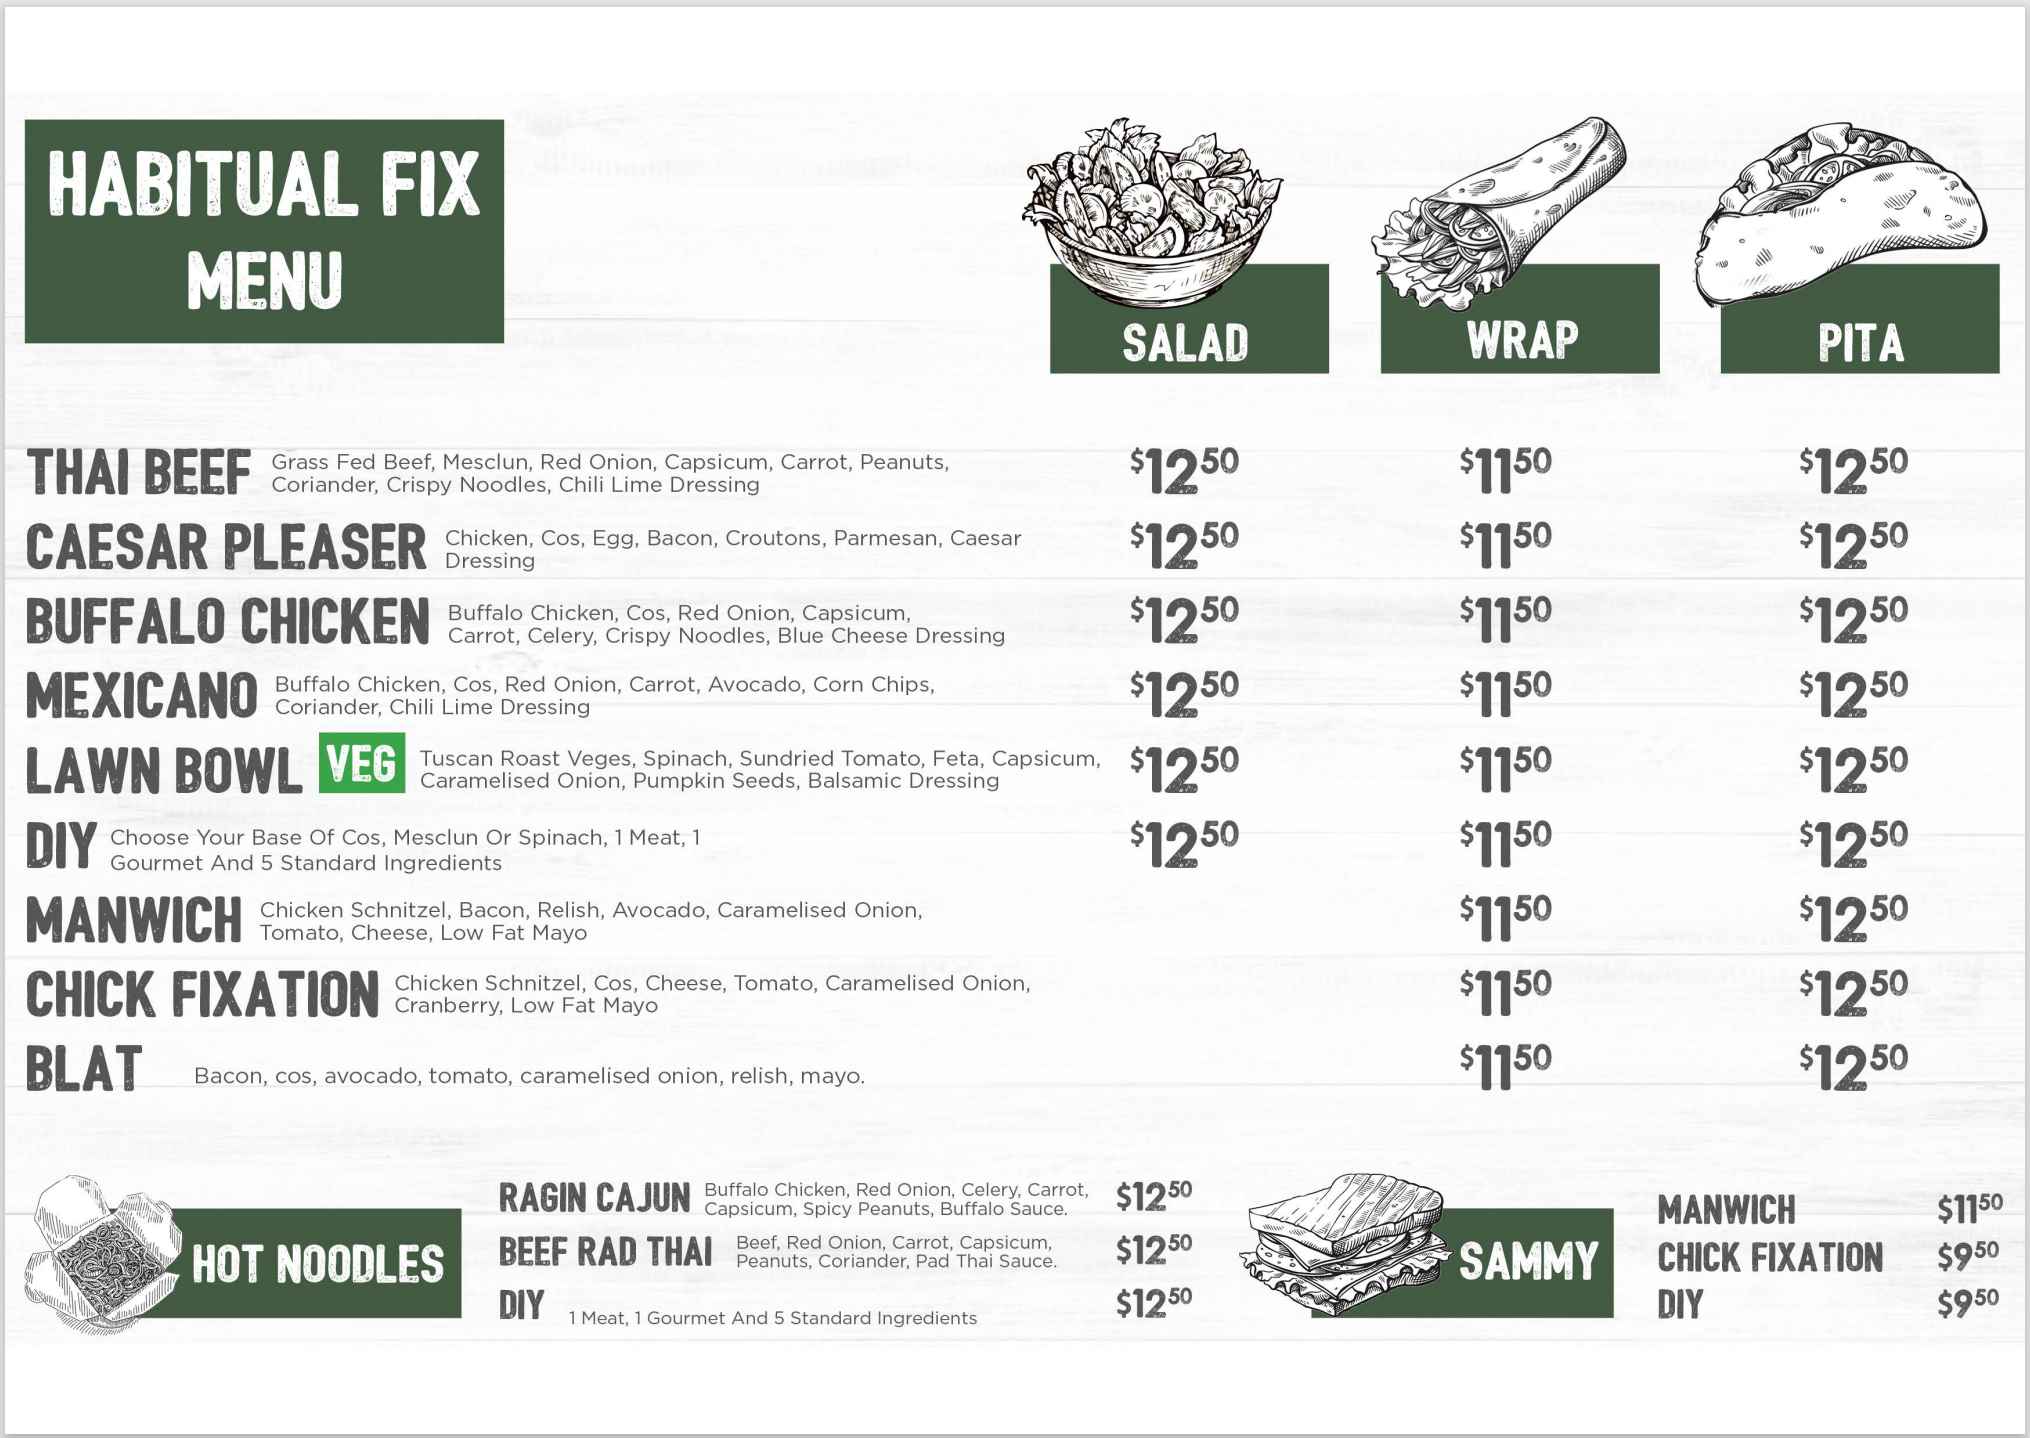 HABITUAL FIX
MENU
SALAD
WRAP
PITA
THAI BEEF Grass Fed Beef, Mesclun, Red Onion, Capsicum, Carrot, Peanuts,
Coriander, Crispy Noodles, Chili Lime Dressing
$12 50 $11 50 $12 50
CAESAR PLEASER Chicken, Cos, Egg, Bacon, Croutons, Parmesan, Caesar
Dressing
$12 50 $11 50 $12 50
BUFFALO CHICKEN Buffalo Chicken, Cos, Red Onion, Capsicum,
Carrot, Celery, Crispy Noodles, Blue Cheese Dressing
$12 50 $11 50 $12 50
MEXICANO Buffalo Chicken, Cos, Red Onion, Carrot, Avocado, Corn Chips,
Coriander, Chili Lime Dressing
$12 50 $11 50 $12 50
LAWN BOWL VEG Tuscan Roast Veges, Spinach, Sundried Tomato, Feta, Capsicum,
Caramelised Onion, Pumpkin Seeds, Balsamic Dressing
$12 50 $11 50 $12 50
DIY Choose Your Base Of Cos, Mesclun Or Spinach, 1 Meat, 1
Gourmet And 5 Standard Ingredients
$12 50 $11 50 $12 50
MANWICH Chicken Schnitzel, Bacon, Relish, Avocado, Caramelised Onion,
Tomato, Cheese, Low Fat Mayo
$11 50 $12 50
CHICK FIXATION Chicken Schnitzel, Cos, Cheese, Tomato, Caramelised Onion,
Cranberry, Low Fat Mayo
$11 50 $12 50
BLAT Bacon, cos, avocado, tomato, caramelised onion, relish, mayo.
$11 50 $12 50
HOT NOODLES
RAGIN CAJUN Buffalo Chicken, Red Onion, Celery, Carrot,
Capsicum, Spicy Peanuts, Buffalo Sauce.
$12 50
BEEF RAD THAI Beef, Red Onion, Carrot, Capsicum,
Peanuts, Coriander, Pad Thai Sauce.
$12 50
DIY 1 Meat, 1 Gourmet And 5 Standard Ingredients
$12 50
SAMMY
MANWICH $11 50
CHICK FIXATION $9 50
DIY $9 50